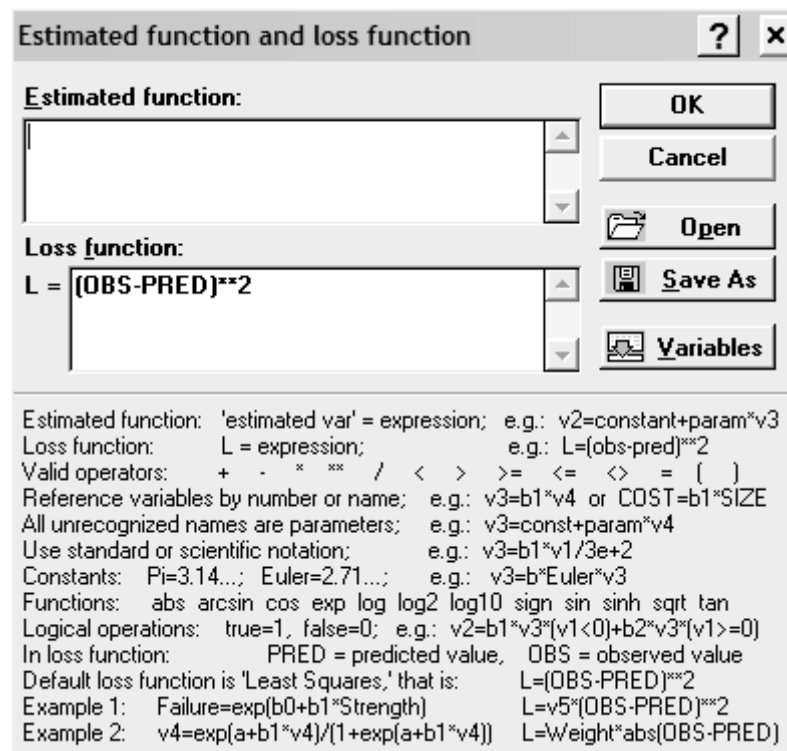 Estimated function and loss function ? ×
Estimated function:
OK
Cancel
Open
Loss function:
L = (OBS-PRED)**2
Save As
Variables
Estimated function: 'estimated var' = expression; e.g.: v2=constant+param*v3
Loss function: L = expression; e.g.: L=(obs-pred)**2
Valid operators: + - * ** / < > >= <= <> = ( )
Reference variables by number or name; e.g.: v3=b1*v4 or COST=b1*SIZE
All unrecognized names are parameters; e.g.: v3=const+param*v4
Use standard or scientific notation; e.g.: v3=b1*v1/3e+2
Constants: Pi=3.14...; Euler=2.71...; e.g.: v3=b*Euler*v3
Functions: abs arcsin cos exp log log2 log10 sign sin sinh sqrt tan
Logical operations: true=1, false=0; e.g.: v2=b1*v3*(v1<0)+b2*v3*(v1>=0)
In loss function: PRED = predicted value, OBS = observed value
Default loss function is 'Least Squares,' that is: L=(OBS-PRED)**2
Example 1: Failure=exp(b0+b1*Strength) L=v5*(OBS-PRED)**2
Example 2: v4=exp(a+b1*v4)/(1+exp(a+b1*v4)) L=Weight*abs(OBS-PRED)